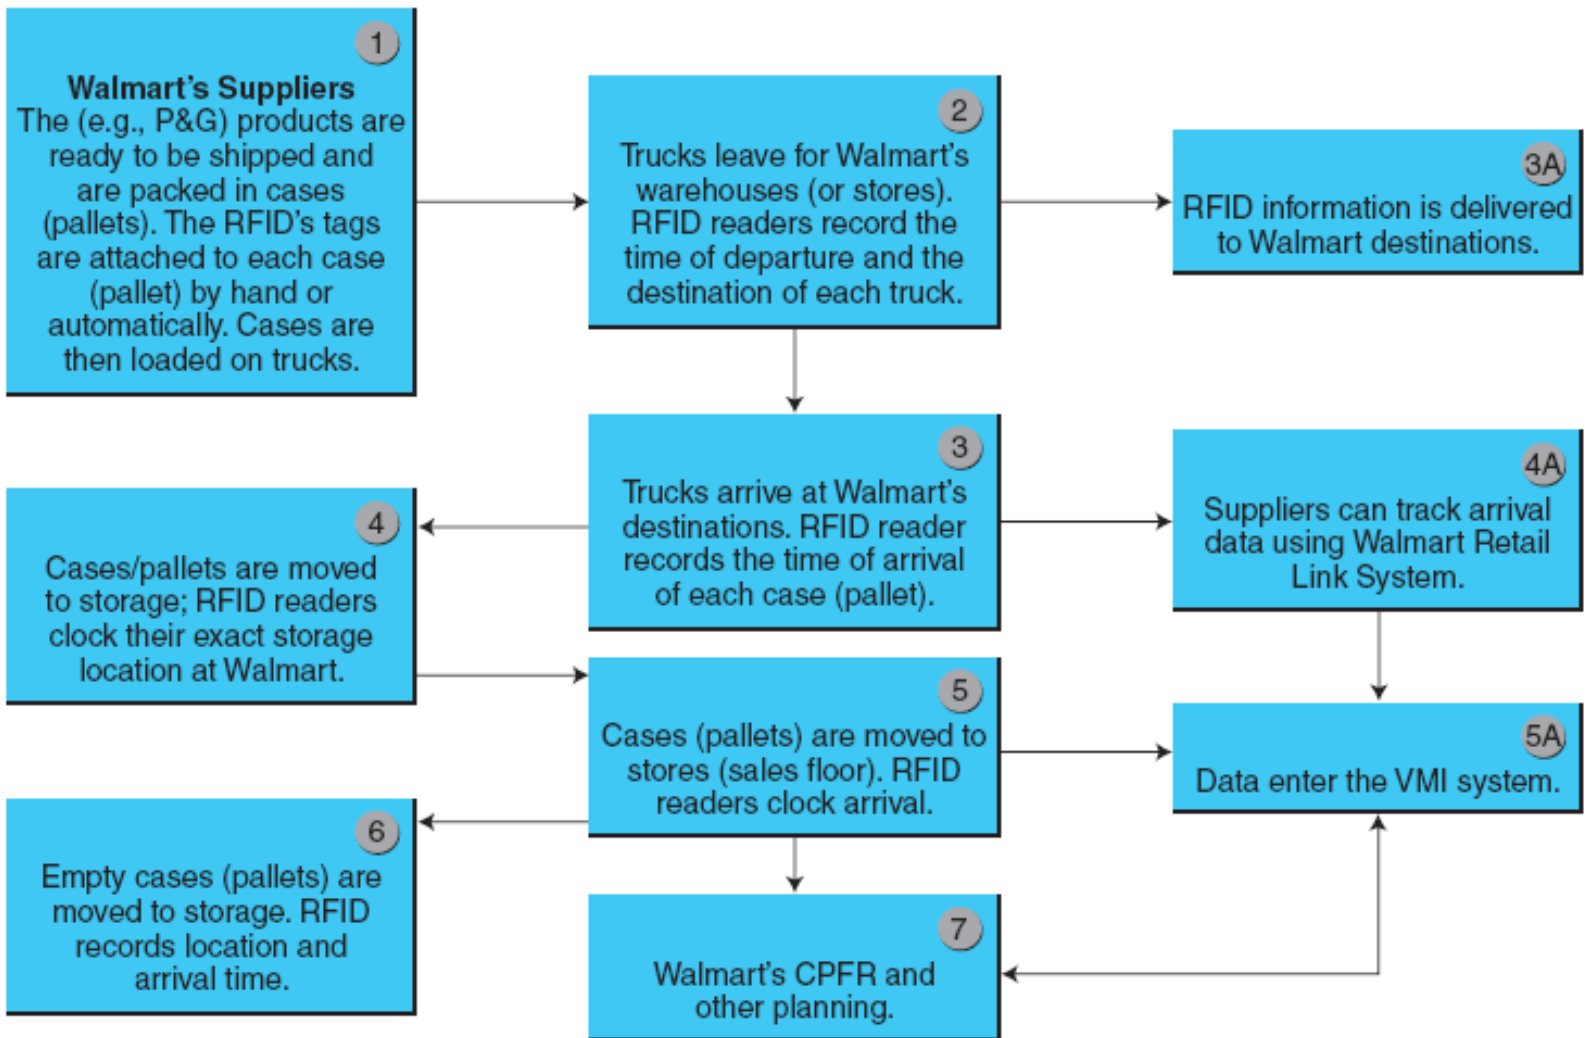 1
Walmart's Suppliers
The (e.g., P&G) products are
ready to be shipped and
are packed in cases
(pallets). The RFID's tags
are attached to each case
(pallet) by hand or
automatically. Cases are
then loaded on trucks.
2
Trucks leave for Walmart's
warehouses (or stores).
RFID readers record the
time of departure and the
destination of each truck.
3A
RFID information is delivered
to Walmart destinations.
3
Trucks arrive at Walmart's
destinations. RFID reader
records the time of arrival
of each case (pallet).
4A
Suppliers can track arrival
data using Walmart Retail
Link System.
4
Cases/pallets are moved
to storage; RFID readers
clock their exact storage
location at Walmart.
5
Cases (pallets) are moved to
stores (sales floor). RFID
readers clock arrival.
5A
Data enter the VMI system.
6
Empty cases (pallets) are
moved to storage. RFID
records location and
arrival time.
7
Walmart's CPFR and
other planning.